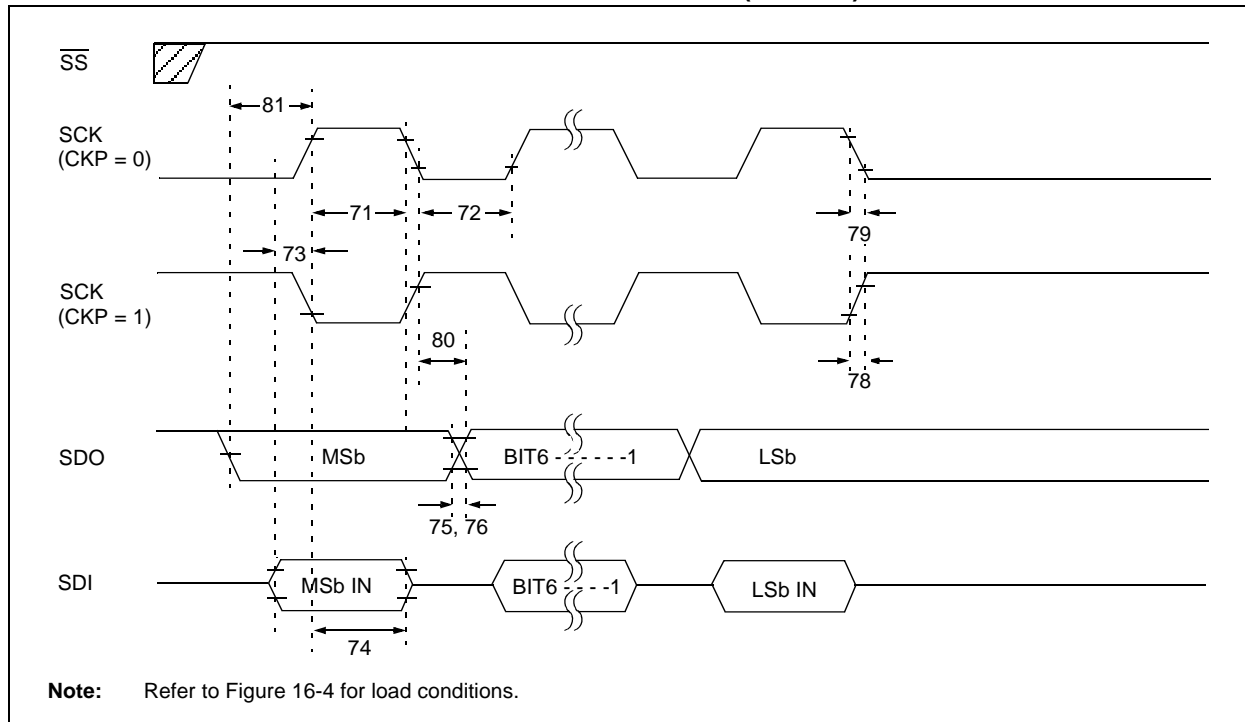 SS
81
SCK
(CKP = 0)
71
72
79
73
SCK
(CKP = 1)
80
78
SDO
MSb
BIT6 - - - - - -1
LSb
75, 76
SDI
MSb IN
BIT6 - - - -1
LSb IN
74
Note: Refer to Figure 16-4 for load conditions.